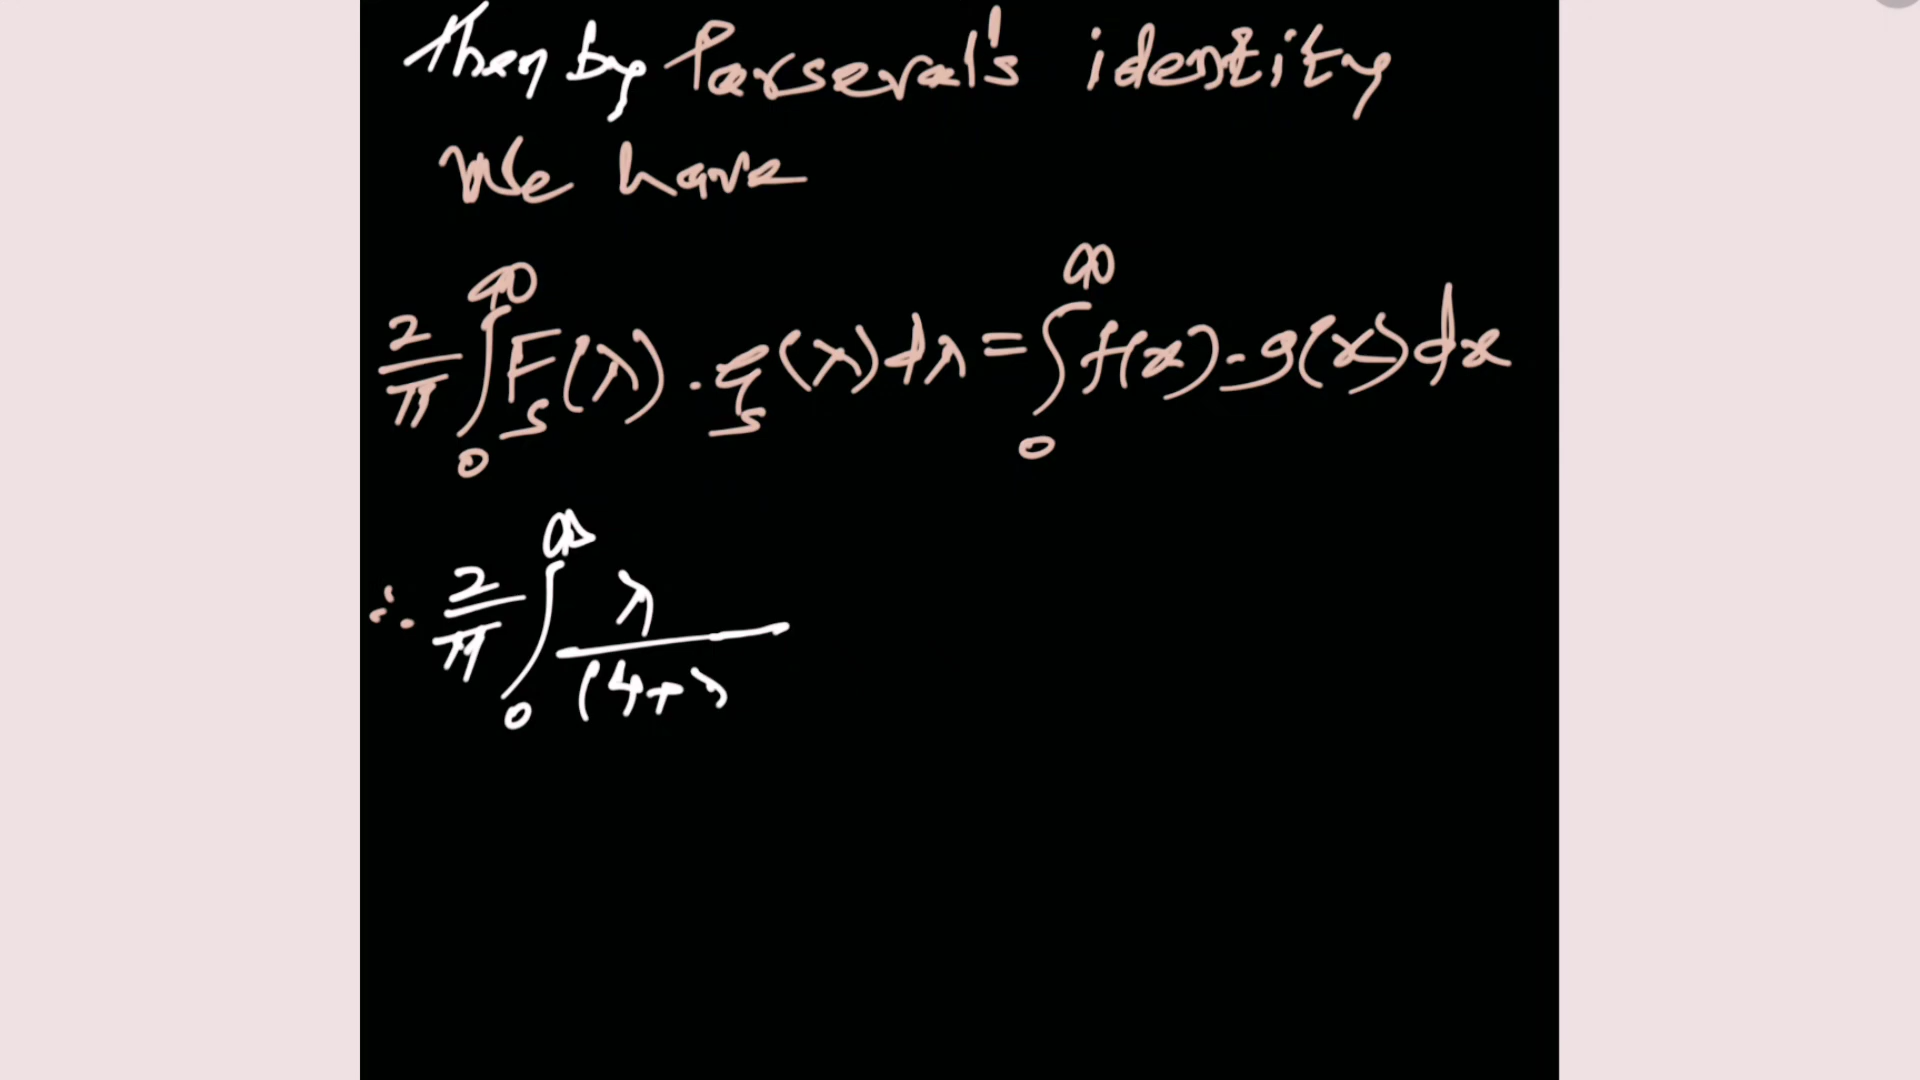 Then by Parseval's identity
We have
2/π ∫₀^∞ F_s(λ) . G_s(λ) dλ = ∫₀^∞ f(x) . g(x) dx
∴ 2/π ∫₀^∞ λ/(4+λ